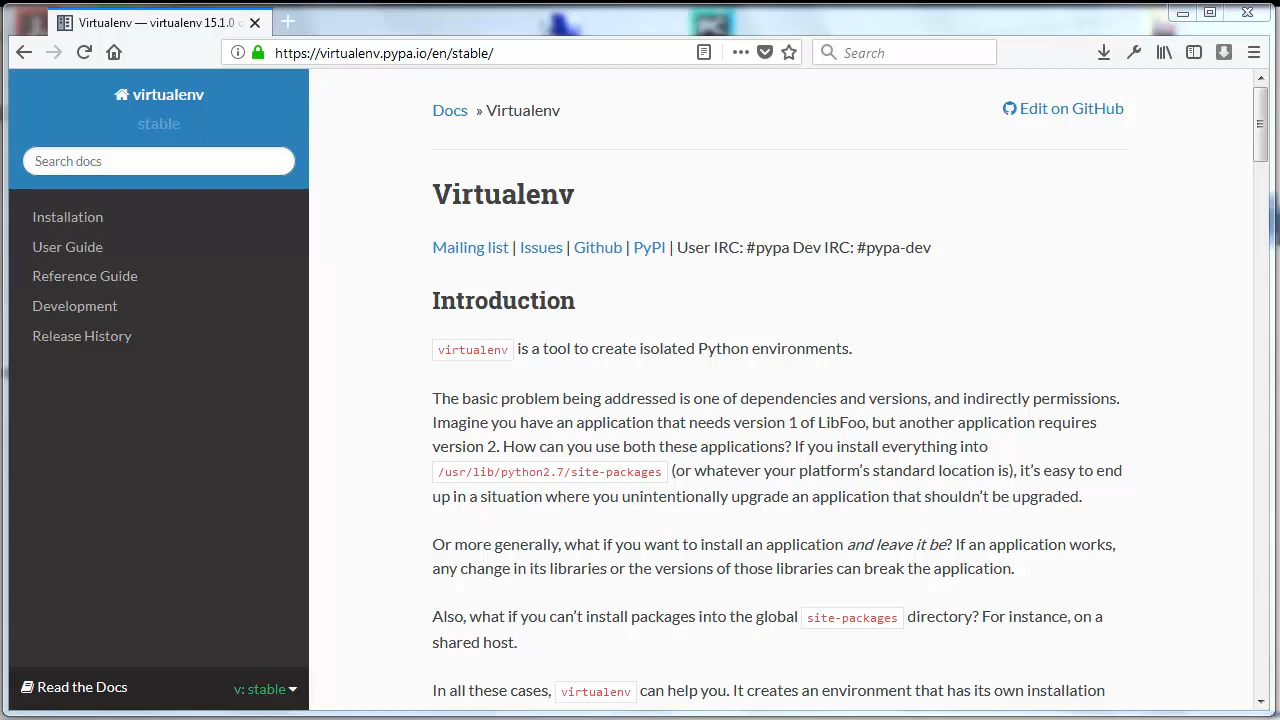 Virtualenv — virtualenv 15.1.0
https://virtualenv.pypa.io/en/stable/
Search
virtualenv
stable
Search docs
Installation
User Guide
Reference Guide
Development
Release History
Read the Docs
v: stable
Docs » Virtualenv
Edit on GitHub
Virtualenv
Mailing list | Issues | Github | PyPI | User IRC: #pypa Dev IRC: #pypa-dev
Introduction
virtualenv is a tool to create isolated Python environments.
The basic problem being addressed is one of dependencies and versions, and indirectly permissions.
Imagine you have an application that needs version 1 of LibFoo, but another application requires
version 2. How can you use both these applications? If you install everything into
/usr/lib/python2.7/site-packages (or whatever your platform’s standard location is), it’s easy to end
up in a situation where you unintentionally upgrade an application that shouldn’t be upgraded.
Or more generally, what if you want to install an application and leave it be? If an application works,
any change in its libraries or the versions of those libraries can break the application.
Also, what if you can’t install packages into the global site-packages directory? For instance, on a
shared host.
In all these cases, virtualenv can help you. It creates an environment that has its own installation